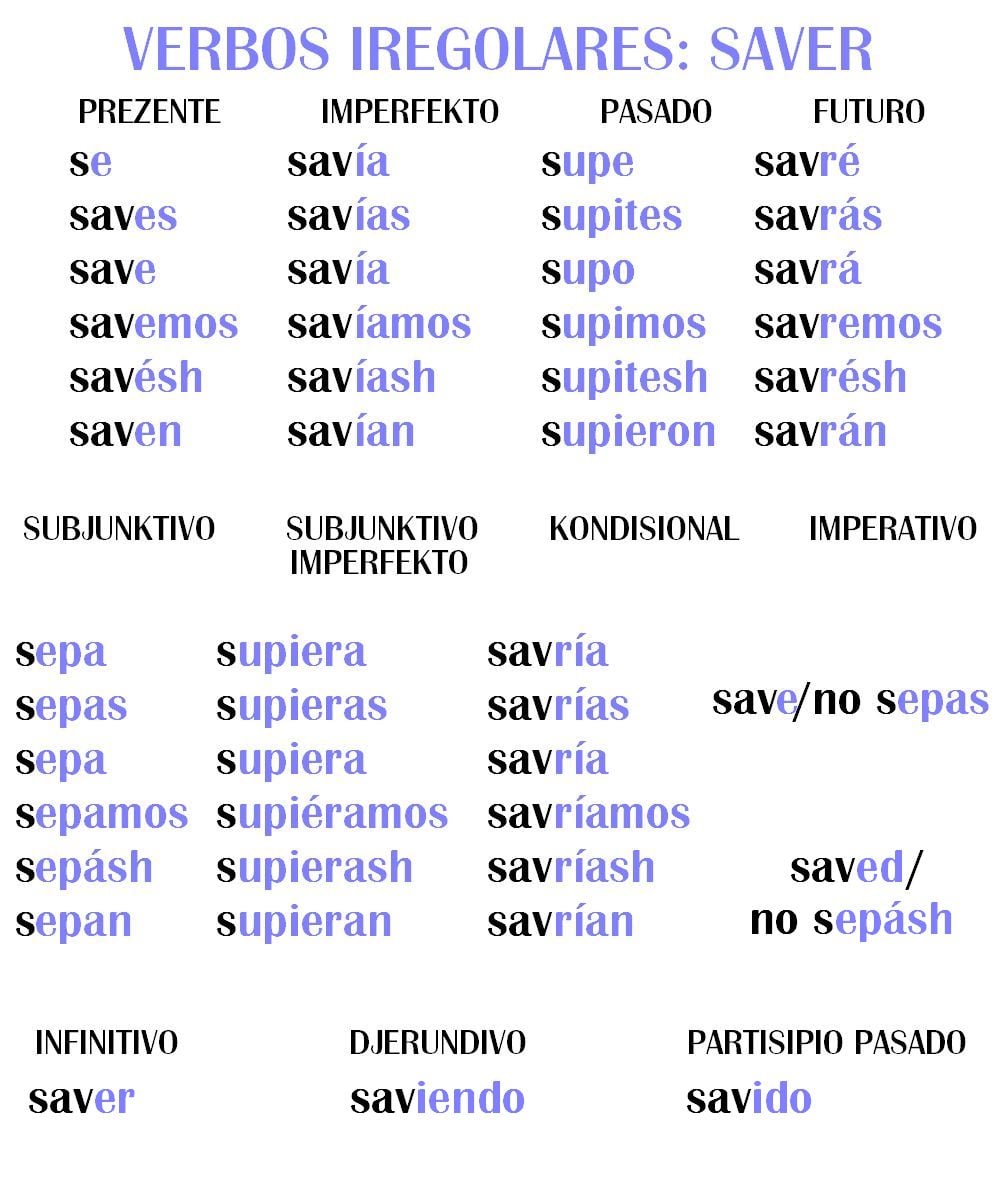 VERBOS IREGOLARES: SAVER
PREZENTE IMPERFEKTO PASADO FUTURO
se savía supe savré
saves savías supites savrás
save savía supo savrá
savemos savíamos supimos savremos
savésh savíash supitesh savrésh
saven savían supieron savrán
SUBJUNKTIVO SUBJUNKTIVO IMPERFEKTO KONDISIONAL IMPERATIVO
sepa supiera savría
sepas supieras savrías save/no sepas
sepa supiera savría
sepamos supiéramos savríamos
sepásh supierash savríash saved/
sepan supieran savrían no sepásh
INFINITIVO DJERUNDIVO PARTISIPIO PASADO
saver saviendo savido